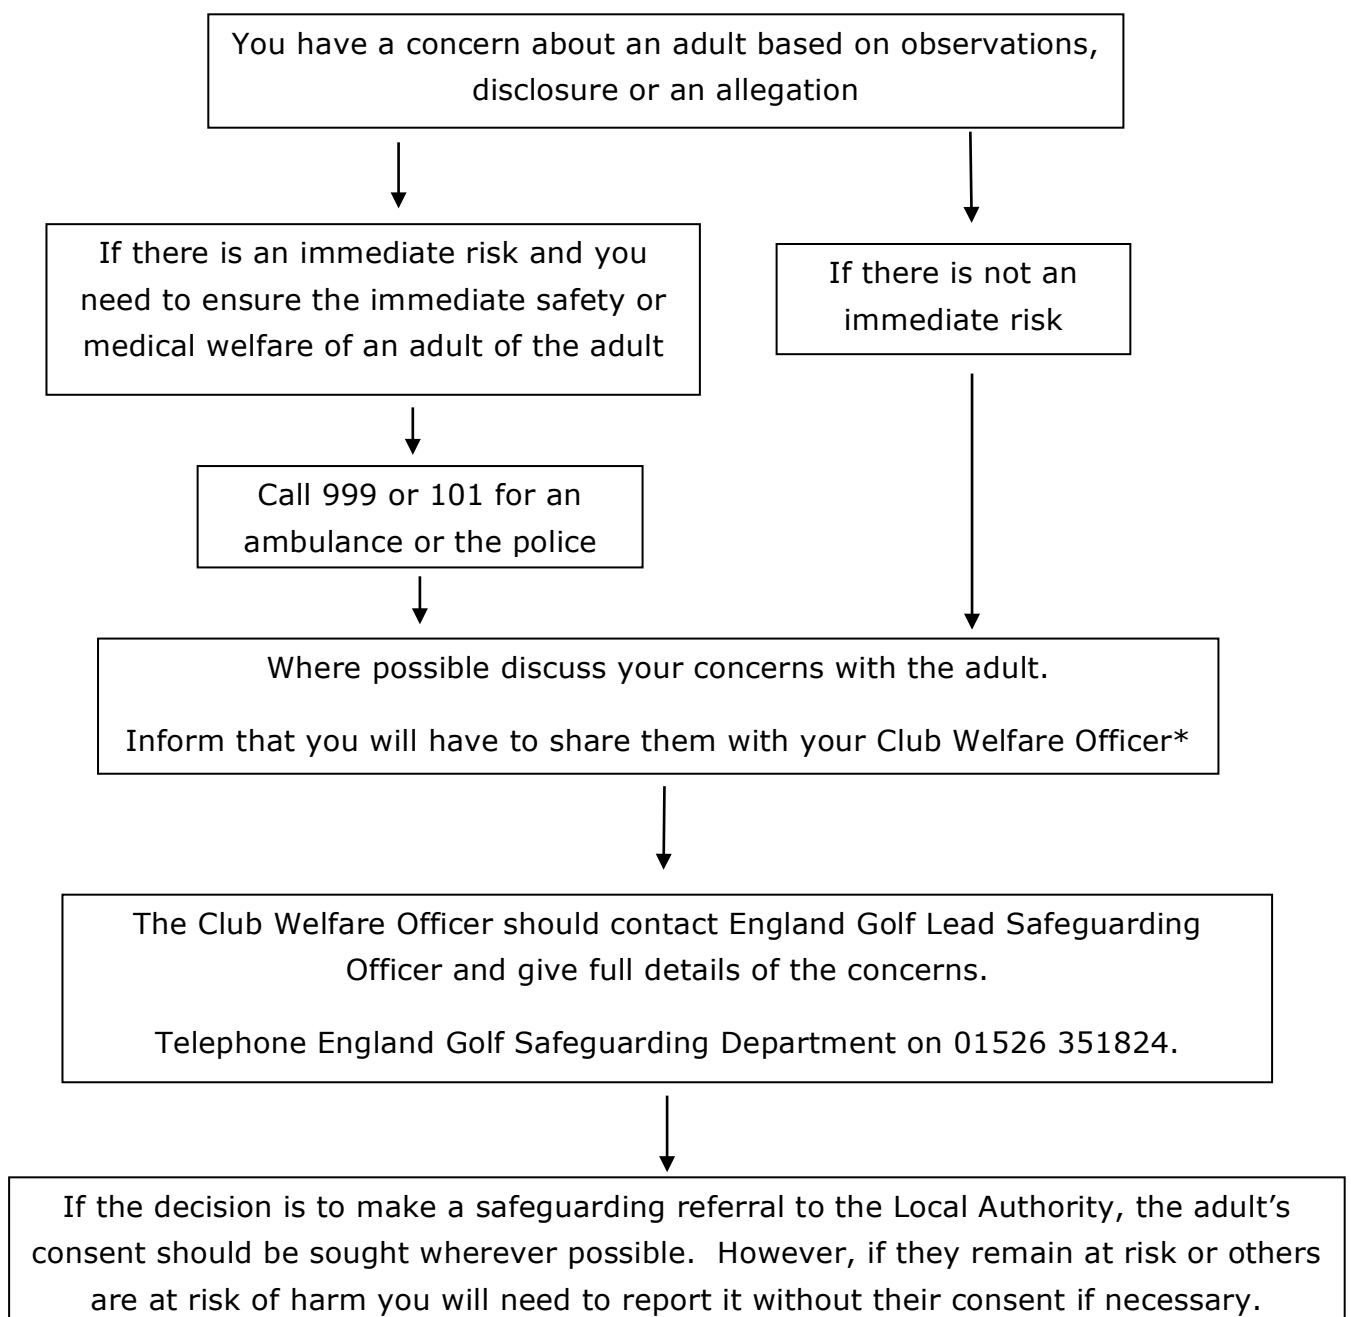 You have a concern about an adult based on observations,
disclosure or an allegation
If there is an immediate risk and you
need to ensure the immediate safety or
medical welfare of an adult of the adult
If there is not an
immediate risk
Call 999 or 101 for an
ambulance or the police
Where possible discuss your concerns with the adult.
Inform that you will have to share them with your Club Welfare Officer*
The Club Welfare Officer should contact England Golf Lead Safeguarding
Officer and give full details of the concerns.
Telephone England Golf Safeguarding Department on 01526 351824.
If the decision is to make a safeguarding referral to the Local Authority, the adult’s
consent should be sought wherever possible.  However, if they remain at risk or others
are at risk of harm you will need to report it without their consent if necessary.